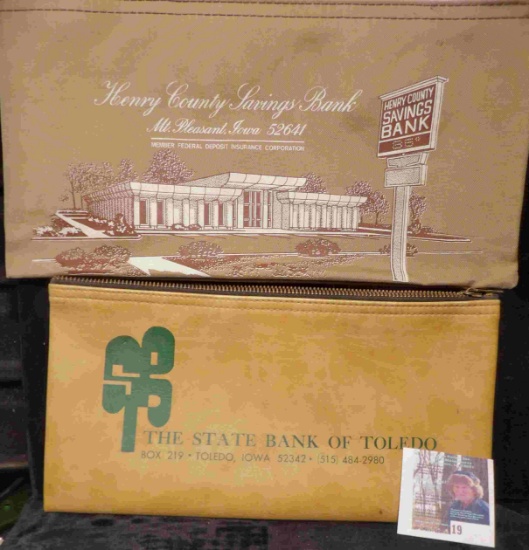 Henry County Savings Bank
Mt. Pleasant, Iowa 52641
MEMBER FEDERAL DEPOSIT INSURANCE CORPORATION
HENRY COUNTY
SAVINGS
BANK
88°
THE STATE BANK OF TOLEDO
BOX 219 • TOLEDO, IOWA 52342 • (515) 484-2980
19